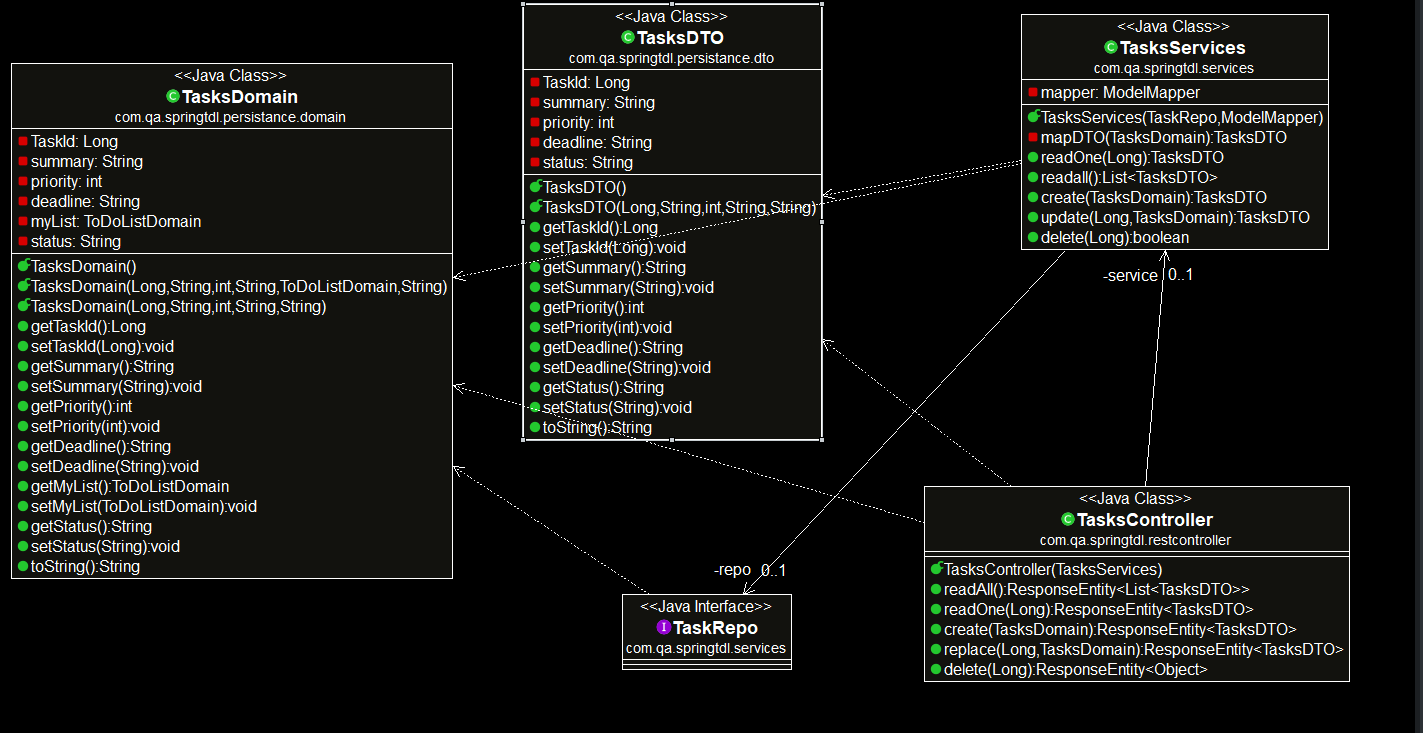 <<Java Class>>
TasksDomain
com.qa.springtdl.persistance.domain
TaskId: Long
summary: String
priority: int
deadline: String
myList: ToDoListDomain
status: String
TasksDomain()
TasksDomain(Long,String,int,String,ToDoListDomain,String)
TasksDomain(Long,String,int,String,String)
getTaskId():Long
setTaskId(Long):void
getSummary():String
setSummary(String):void
getPriority():int
setPriority(int):void
getDeadline():String
setDeadline(String):void
getMyList():ToDoListDomain
setMyList(ToDoListDomain):void
getStatus():String
setStatus(String):void
toString():String
<<Java Class>>
TasksDTO
com.qa.springtdl.persistance.dto
TaskId: Long
summary: String
priority: int
deadline: String
status: String
TasksDTO()
TasksDTO(Long,String,int,String,String)
getTaskId():Long
setTaskId(Long):void
getSummary():String
setSummary(String):void
getPriority():int
setPriority(int):void
getDeadline():String
setDeadline(String):void
getStatus():String
setStatus(String):void
toString():String
<<Java Class>>
TasksServices
com.qa.springtdl.services
mapper: ModelMapper
TasksServices(TaskRepo,ModelMapper)
mapDTO(TasksDomain):TasksDTO
readOne(Long):TasksDTO
readall():List<TasksDTO>
create(TasksDomain):TasksDTO
update(Long,TasksDomain):TasksDTO
delete(Long):boolean
-service 0..1
-repo 0..1
<<Java Interface>>
TaskRepo
com.qa.springtdl.services
<<Java Class>>
TasksController
com.qa.springtdl.restcontroller
TasksController(TasksServices)
readAll():ResponseEntity<List<TasksDTO>>
readOne(Long):ResponseEntity<TasksDTO>
create(TasksDomain):ResponseEntity<TasksDTO>
replace(Long,TasksDomain):ResponseEntity<TasksDTO>
delete(Long):ResponseEntity<Object>